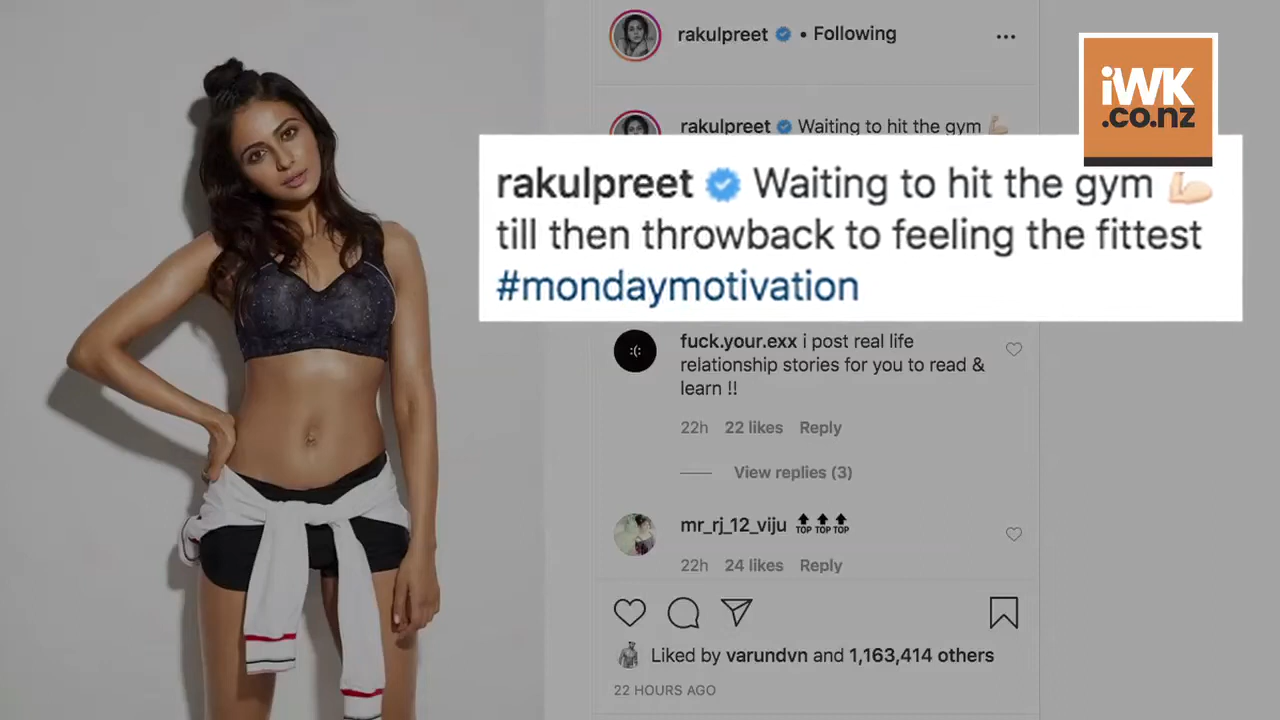 rakulpreet • Following
iWK
.co.nz
rakulpreet Waiting to hit the gym 💪🏻
rakulpreet Waiting to hit the gym 💪🏻
till then throwback to feeling the fittest
#mondaymotivation
fuck.your.exx i post real life
relationship stories for you to read &
learn !!
22h 22 likes Reply
View replies (3)
mr_rj_12_viju 🔝🔝🔝
22h 24 likes Reply
Liked by varundvn and 1,163,414 others
22 HOURS AGO